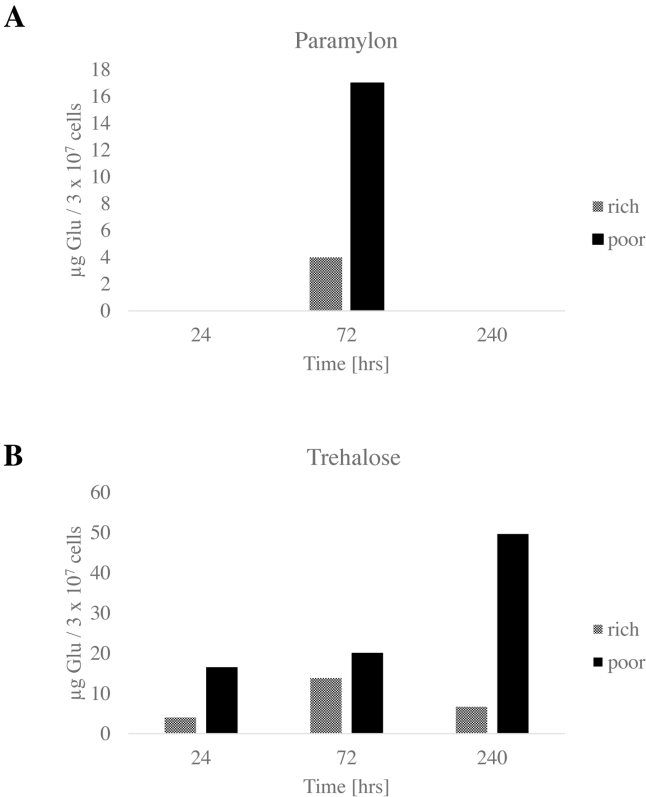 A
Paramylon
18
16
14
12
10
8
6
4
2
0
µg Glu / 3 x 10⁷ cells
24 72 240
Time [hrs]
rich
poor
B
Trehalose
60
50
40
30
20
10
0
µg Glu / 3 x 10⁷ cells
24 72 240
Time [hrs]
rich
poor